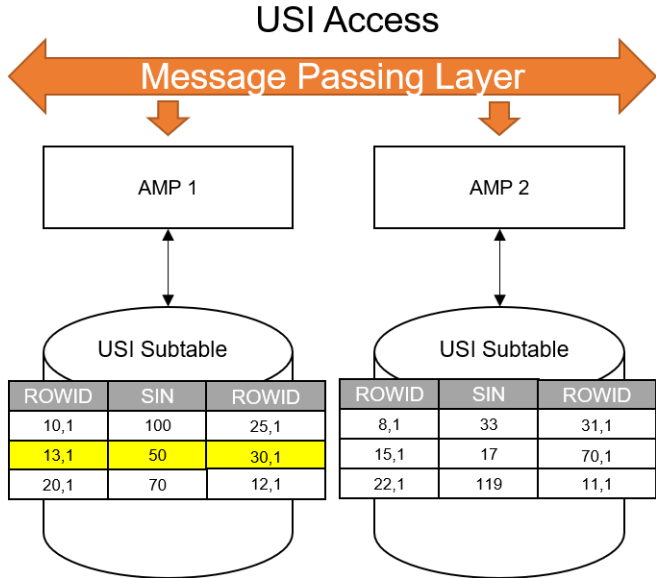 USI Access
Message Passing Layer
AMP 1
AMP 2
USI Subtable
USI Subtable
ROWID SIN ROWID
10,1 100 25,1
13,1 50 30,1
20,1 70 12,1
ROWID SIN ROWID
8,1 33 31,1
15,1 17 70,1
22,1 119 11,1